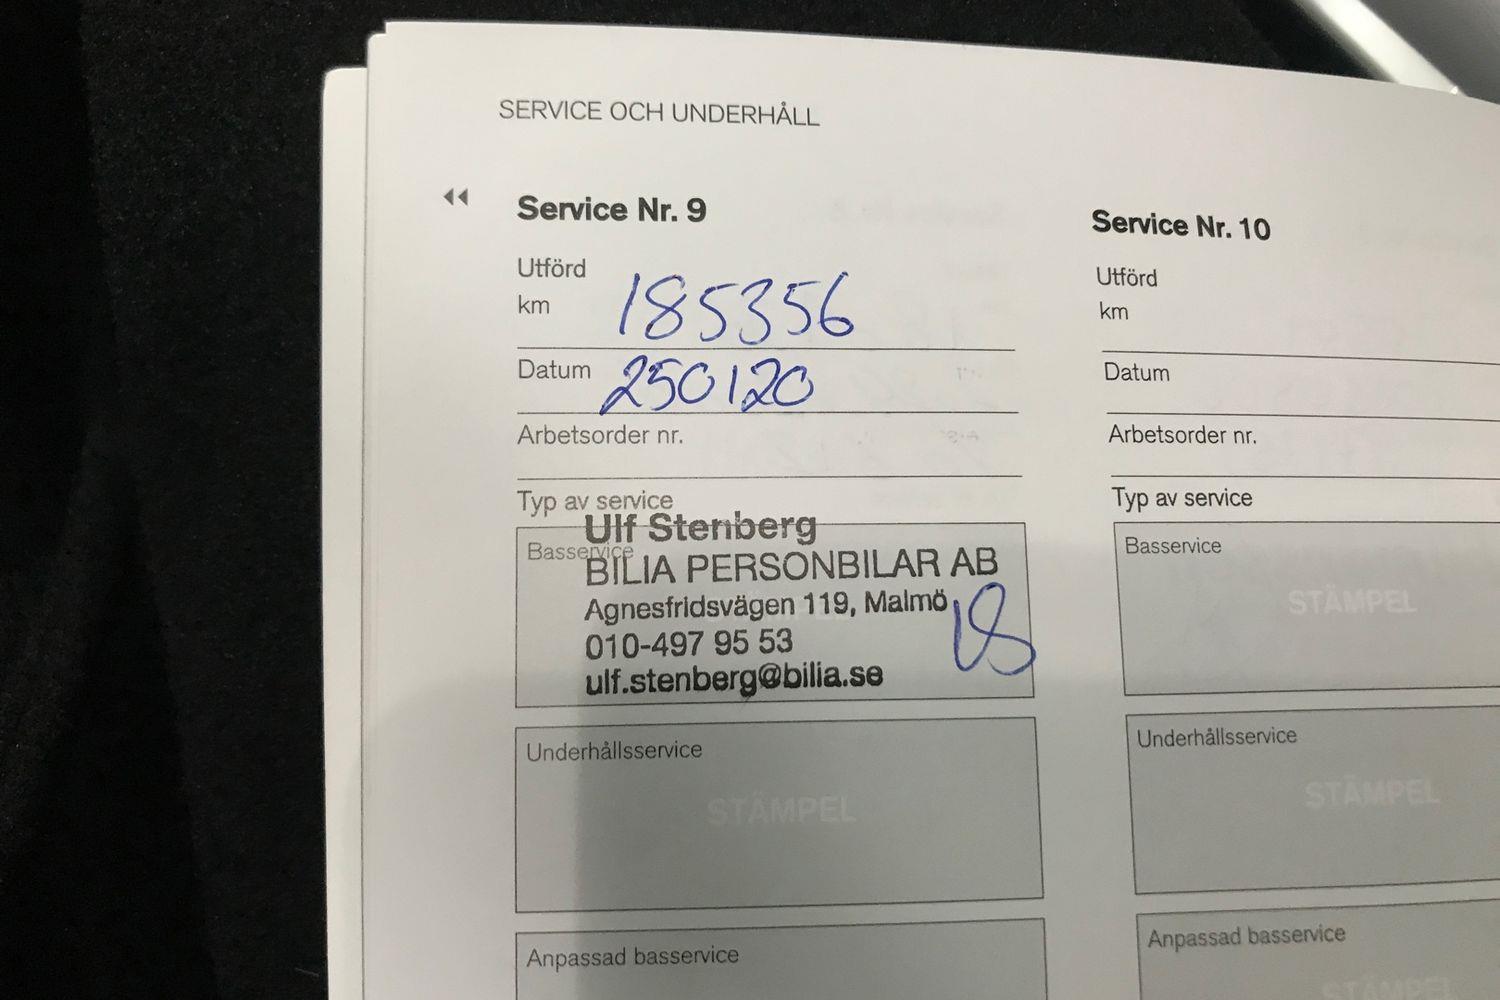 SERVICE OCH UNDERHÅLL
Service Nr. 9
Utförd
km 185356
Datum 250120
Arbetsorder nr.
Typ av service
Basservice
Ulf Stenberg
BILIA PERSONBILAR AB
Agnesfridsvägen 119, Malmö
010-497 95 53
ulf.stenberg@bilia.se
Underhållsservice
STÄMPEL
Anpassad basservice
Service Nr. 10
Utförd
km
Datum
Arbetsorder nr.
Typ av service
Basservice
STÄMPEL
Underhållsservice
STÄMPEL
Anpassad basservice
STÄMPEL